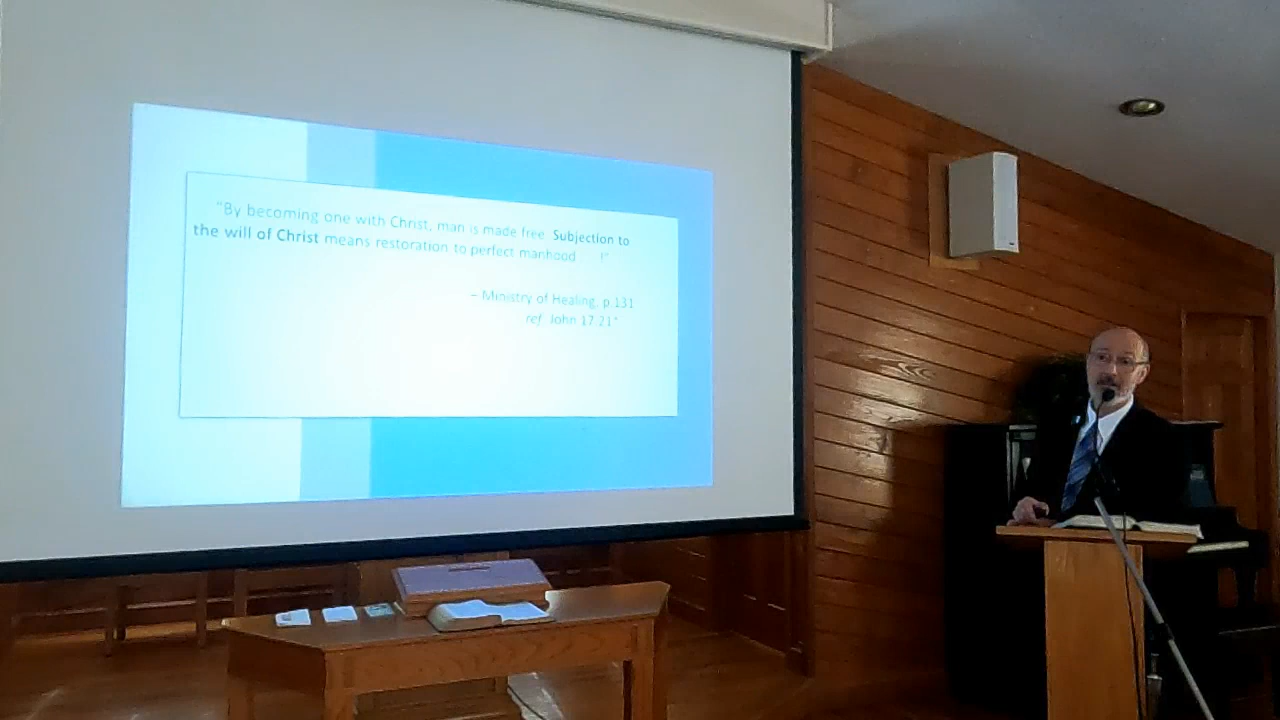 "By becoming one with Christ, man is made free. Subjection to
the will of Christ means restoration to perfect manhood . . . !"
– Ministry of Healing, p.131
ref. John 17:21"